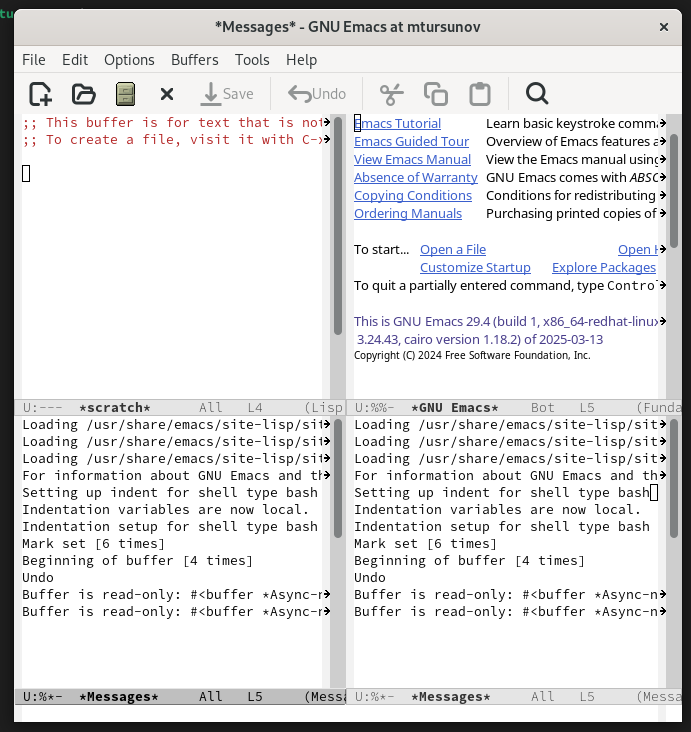 tu
*Messages* - GNU Emacs at mtursunov
File Edit Options Buffers Tools Help
Save Undo
;; This buffer is for text that is not
;; To create a file, visit it with C-x
U:--- *scratch* All L4 (Lisp
Emacs Tutorial Learn basic keystroke comma
Emacs Guided Tour Overview of Emacs features a
View Emacs Manual View the Emacs manual using
Absence of Warranty GNU Emacs comes with ABSO
Copying Conditions Conditions for redistributing
Ordering Manuals Purchasing printed copies of
To start... Open a File Open H
Customize Startup Explore Packages
To quit a partially entered command, type Control
This is GNU Emacs 29.4 (build 1, x86_64-redhat-linux
3.24.43, cairo version 1.18.2) of 2025-03-13
Copyright (C) 2024 Free Software Foundation, Inc.
U:%%- *GNU Emacs* Bot L5 (Funda
Loading /usr/share/emacs/site-lisp/sit
Loading /usr/share/emacs/site-lisp/sit
Loading /usr/share/emacs/site-lisp/sit
For information about GNU Emacs and th
Setting up indent for shell type bash
Indentation variables are now local.
Indentation setup for shell type bash
Mark set [6 times]
Beginning of buffer [4 times]
Undo
Buffer is read-only: #<buffer *Async-n
Buffer is read-only: #<buffer *Async-n
U:%*- *Messages* All L5 (Messa
Loading /usr/share/emacs/site-lisp/sit
Loading /usr/share/emacs/site-lisp/sit
Loading /usr/share/emacs/site-lisp/sit
For information about GNU Emacs and th
Setting up indent for shell type bash
Indentation variables are now local.
Indentation setup for shell type bash
Mark set [6 times]
Beginning of buffer [4 times]
Undo
Buffer is read-only: #<buffer *Async-n
Buffer is read-only: #<buffer *Async-n
U:%*- *Messages* All L5 (Messa